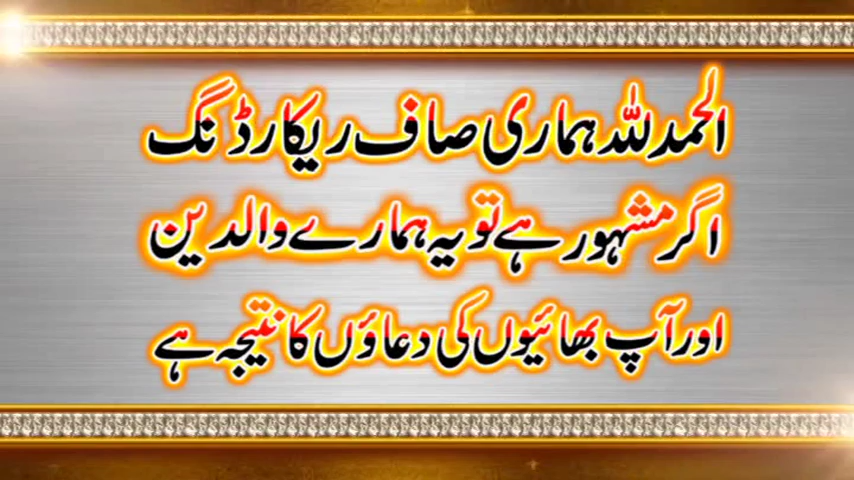 الحمدللہ ہماری صاف ریکارڈنگ
اگر مشہور ہے تو یہ ہمارے والدین
اور آپ بھائیوں کی دعاؤں کا نتیجہ ہے